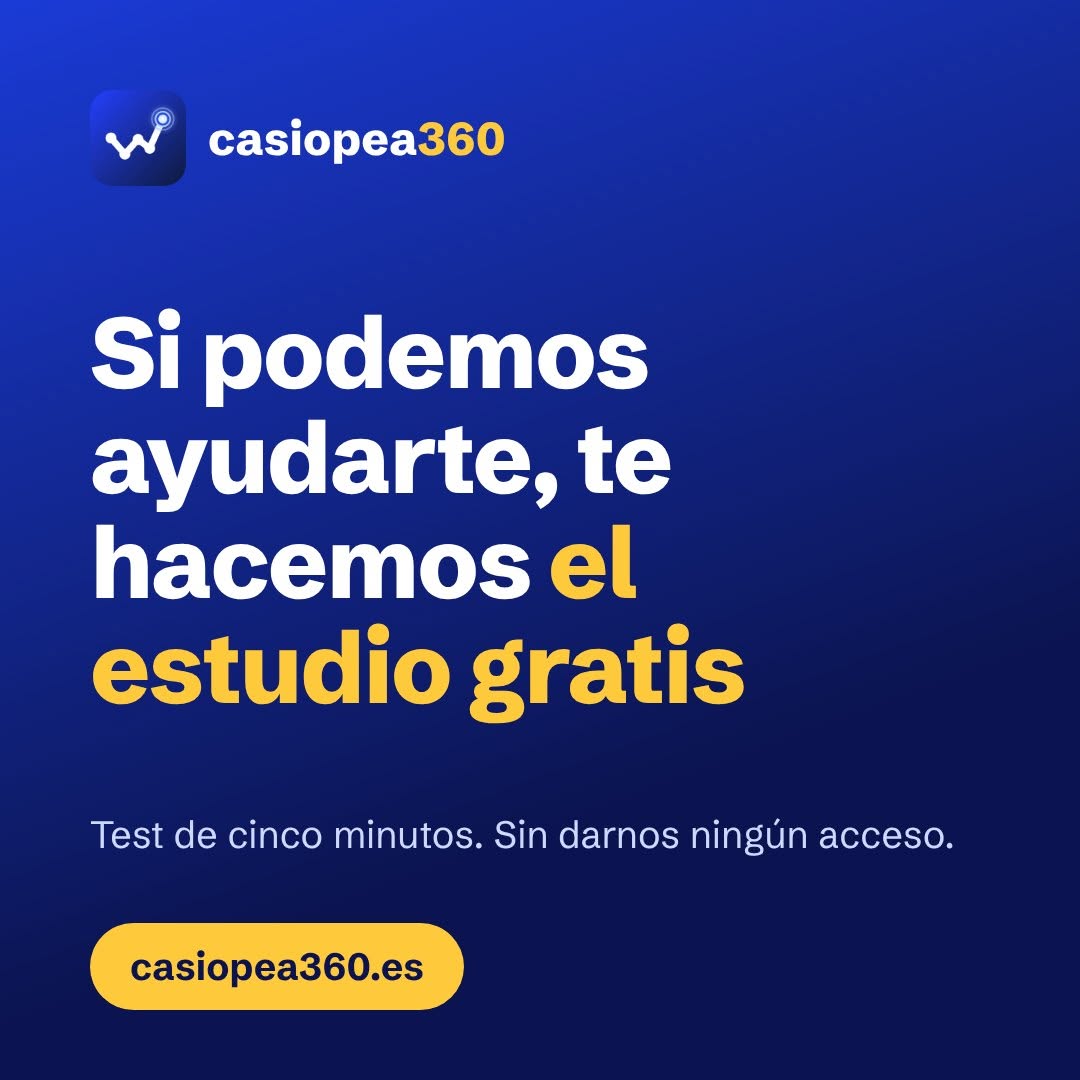 casiopea360
Si podemos
ayudarte, te
hacemos el
estudio gratis
Test de cinco minutos. Sin darnos ningún acceso.
casiopea360.es